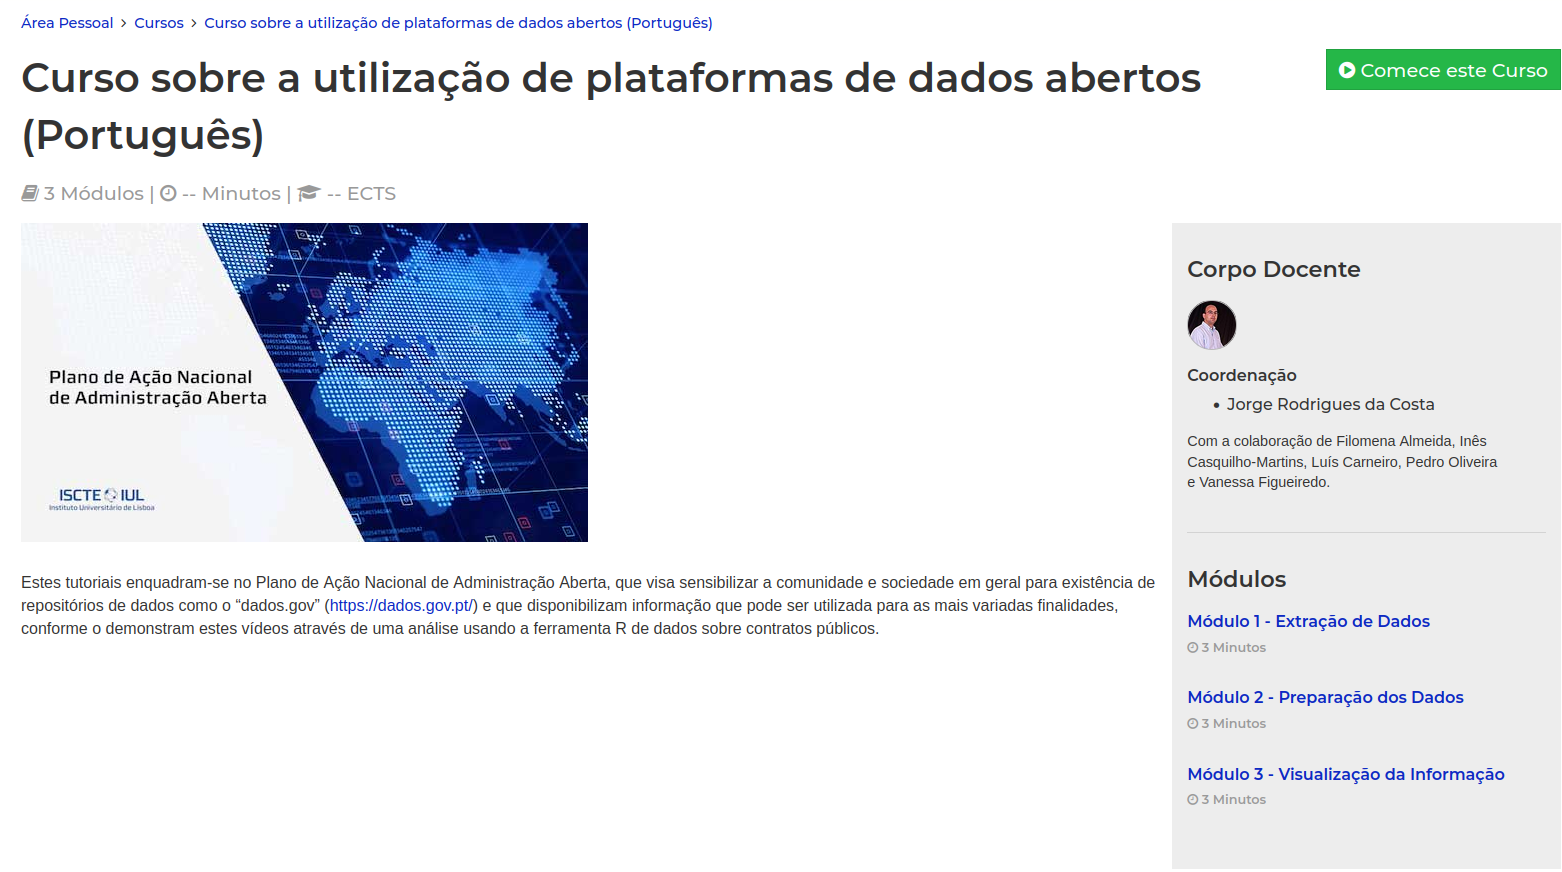 Área Pessoal > Cursos > Curso sobre a utilização de plataformas de dados abertos (Português)
Curso sobre a utilização de plataformas de dados abertos
(Português)
Comece este Curso
3 Módulos | -- Minutos | -- ECTS
Plano de Ação Nacional
de Administração Aberta
ISCTE IUL
Instituto Universitário de Lisboa
Estes tutoriais enquadram-se no Plano de Ação Nacional de Administração Aberta, que visa sensibilizar a comunidade e sociedade em geral para existência de
repositórios de dados como o “dados.gov” (https://dados.gov.pt/) e que disponibilizam informação que pode ser utilizada para as mais variadas finalidades,
conforme o demonstram estes vídeos através de uma análise usando a ferramenta R de dados sobre contratos públicos.
Corpo Docente
Coordenação
• Jorge Rodrigues da Costa
Com a colaboração de Filomena Almeida, Inês
Casquilho-Martins, Luís Carneiro, Pedro Oliveira
e Vanessa Figueiredo.
Módulos
Módulo 1 - Extração de Dados
3 Minutos
Módulo 2 - Preparação dos Dados
3 Minutos
Módulo 3 - Visualização da Informação
3 Minutos